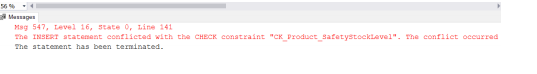 56 %
Messages
Msg 547, Level 16, State 0, Line 141
The INSERT statement conflicted with the CHECK constraint "CK_Product_SafetyStockLevel". The conflict occurred
The statement has been terminated.